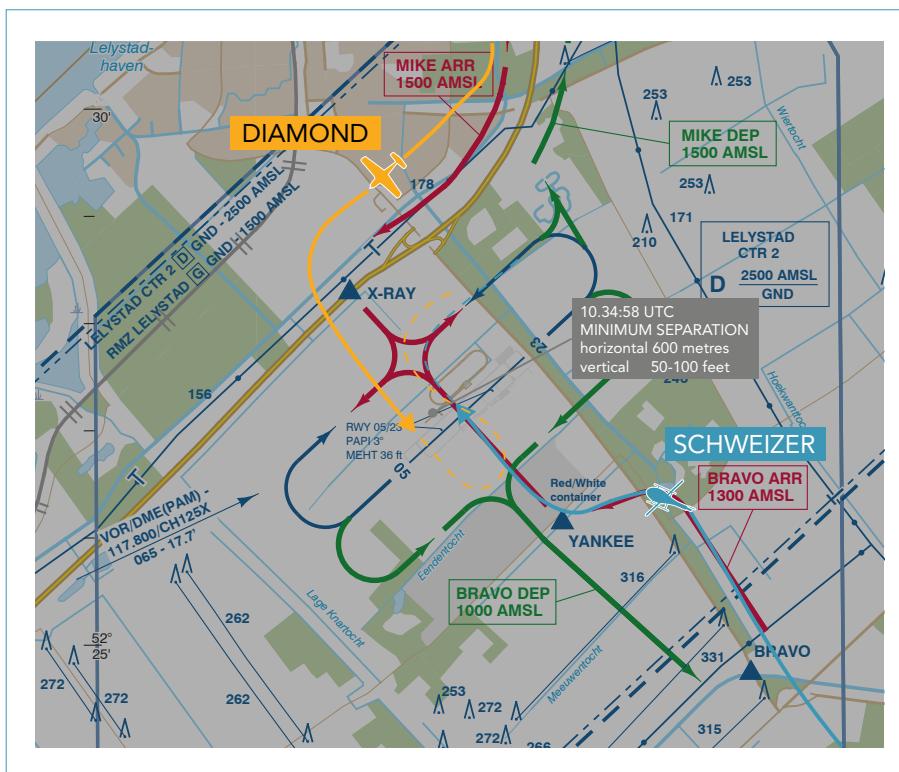 Lelystad-
haven
MIKE ARR
1500 AMSL
30'
DIAMOND
253
253
Wiertocht
MIKE DEP
1500 AMSL
178
253
171
210
LELYSTAD CTR 2 D GND - 2500 AMSL
RMZ LELYSTAD G GND - 1500 AMSL
LELYSTAD
CTR 2
D
2500 AMSL
GND
X-RAY
10.34:58 UTC
MINIMUM SEPARATION
horizontal 600 metres
vertical 50-100 feet
23
Hoekwanttocht
156
RWY 05/23
PAPI 3°
MEHT 36 ft
05
SCHWEIZER
BRAVO ARR
1300 AMSL
Red/White
container
YANKEE
VOR/DME(PAM) -
117.800/CH125X
065 - 17.7'
Eendentocht
316
BRAVO DEP
1000 AMSL
Lage Knartocht
262
52°
25'
331
BRAVO
Meeuwentocht
272
272
262
253
272
272
315
266